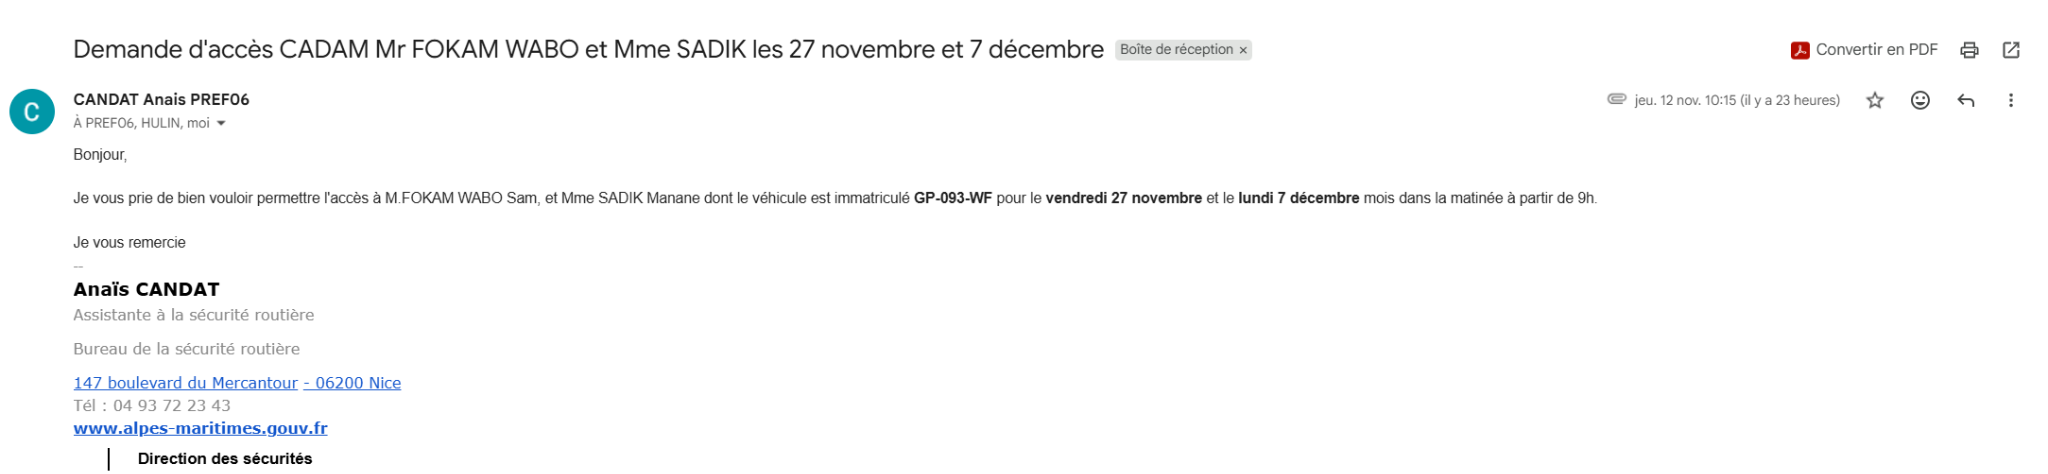 Demande d'accès CADAM Mr FOKAM WABO et Mme SADIK les 27 novembre et 7 décembre Boîte de réception × Convertir en PDF
C
CANDAT Anais PREF06 jeu. 12 nov. 10:15 (il y a 23 heures)
À PREF06, HULIN, moi
Bonjour,
Je vous prie de bien vouloir permettre l'accès à M.FOKAM WABO Sam, et Mme SADIK Manane dont le véhicule est immatriculé GP-093-WF pour le vendredi 27 novembre et le lundi 7 décembre mois dans la matinée à partir de 9h.
Je vous remercie
--
Anaïs CANDAT
Assistante à la sécurité routière
Bureau de la sécurité routière
147 boulevard du Mercantour - 06200 Nice
Tél : 04 93 72 23 43
www.alpes-maritimes.gouv.fr
Direction des sécurités